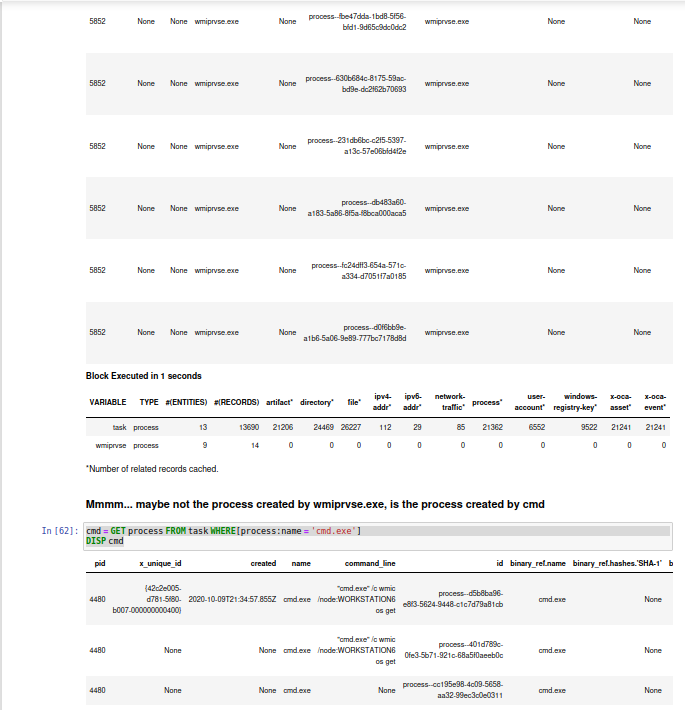 5852 None None wmiprvse.exe None process--fbe47dda-1bd8-5f56-bfd1-9d65c9dc0dc2 wmiprvse.exe None None
5852 None None wmiprvse.exe None process--630b684c-8175-59ac-bd9e-dc2f62b70693 wmiprvse.exe None None
5852 None None wmiprvse.exe None process--231db6bc-c2f5-5397-a13c-57e06bfd4f2e wmiprvse.exe None None
5852 None None wmiprvse.exe None process--db483a60-a183-5a86-8f5a-f8bca000aca5 wmiprvse.exe None None
5852 None None wmiprvse.exe None process--fc24dff3-654a-571c-a334-d7051f7a0185 wmiprvse.exe None None
5852 None None wmiprvse.exe None process--d0f6bb9e-a1b6-5a06-9e89-777bc7178d8d wmiprvse.exe None None
Block Executed in 1 seconds
VARIABLE TYPE #(ENTITIES) #(RECORDS) artifact* directory* file* ipv4-addr* ipv6-addr* network-traffic* process* user-account* windows-registry-key* x-oca-asset* x-oca-event*
task process 13 13690 21206 24469 26227 112 29 85 21362 6552 9522 21241 21241
wmiprvse process 9 14 0 0 0 0 0 0 0 0 0 0 0
*Number of related records cached.
Mmmm... maybe not the process created by wmiprvse.exe, is the process created by cmd
In [62]: cmd = GET process FROM task WHERE [process:name = 'cmd.exe']
DISP cmd
pid x_unique_id created name command_line id binary_ref.name binary_ref.hashes.'SHA-1' b
4480 {42c2e005-d781-5f80-b007-000000000400} 2020-10-09T21:34:57.855Z cmd.exe "cmd.exe" /c wmic /node:WORKSTATION6 os get process--d5b8ba96-e8f3-5624-9448-c1c7d79a81cb cmd.exe None
4480 None None cmd.exe "cmd.exe" /c wmic /node:WORKSTATION6 os get process--401d789c-0fe3-5b71-921c-68a5f0aeeb0c cmd.exe None
4480 None None cmd.exe None process--cc195e98-4c09-5658-aa32-99ec3c0e0311 cmd.exe None